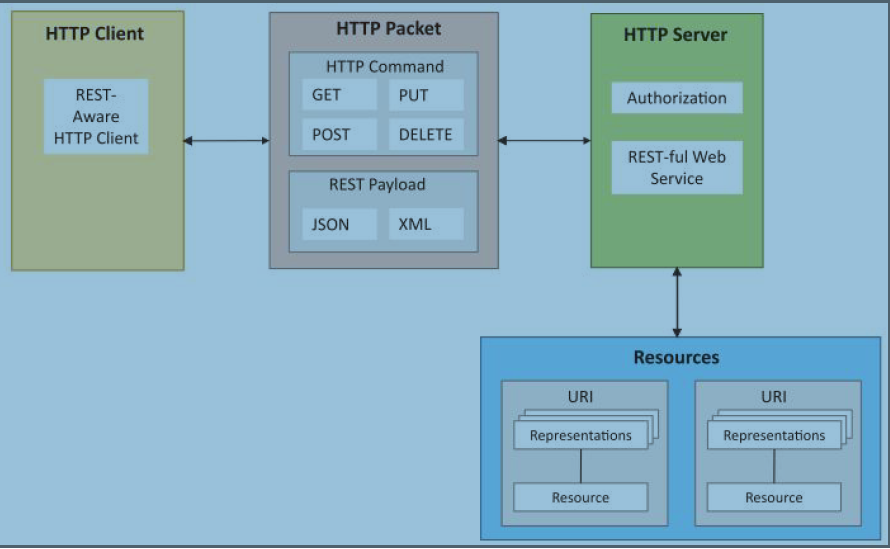 HTTP Client
REST-
Aware
HTTP Client
HTTP Packet
HTTP Command
GET
PUT
POST
DELETE
REST Payload
JSON
XML
HTTP Server
Authorization
REST-ful Web
Service
Resources
URI
Representations
Resource
URI
Representations
Resource